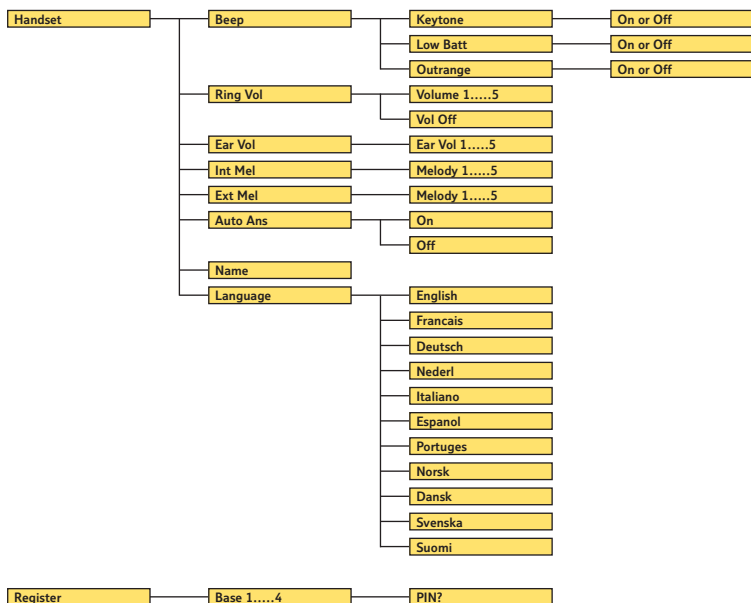 Handset Beep Keytone On or Off
Low Batt On or Off
Outrange On or Off
Ring Vol Volume 1.....5
Vol Off
Ear Vol Ear Vol 1.....5
Int Mel Melody 1.....5
Ext Mel Melody 1.....5
Auto Ans On
Off
Name
Language English
Francais
Deutsch
Nederl
Italiano
Espanol
Portuges
Norsk
Dansk
Svenska
Suomi
Register Base 1.....4 PIN?